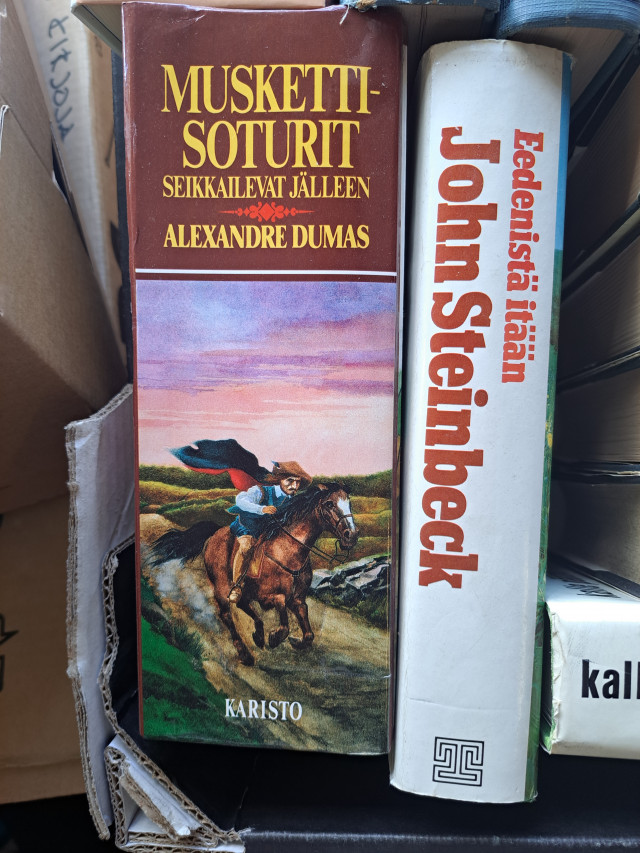 MUSKETTI-
SOTURIT
SEIKKAILEVAT JÄLLEEN
ALEXANDRE DUMAS
KARISTO
Eedenistä itään
John Steinbeck
kall